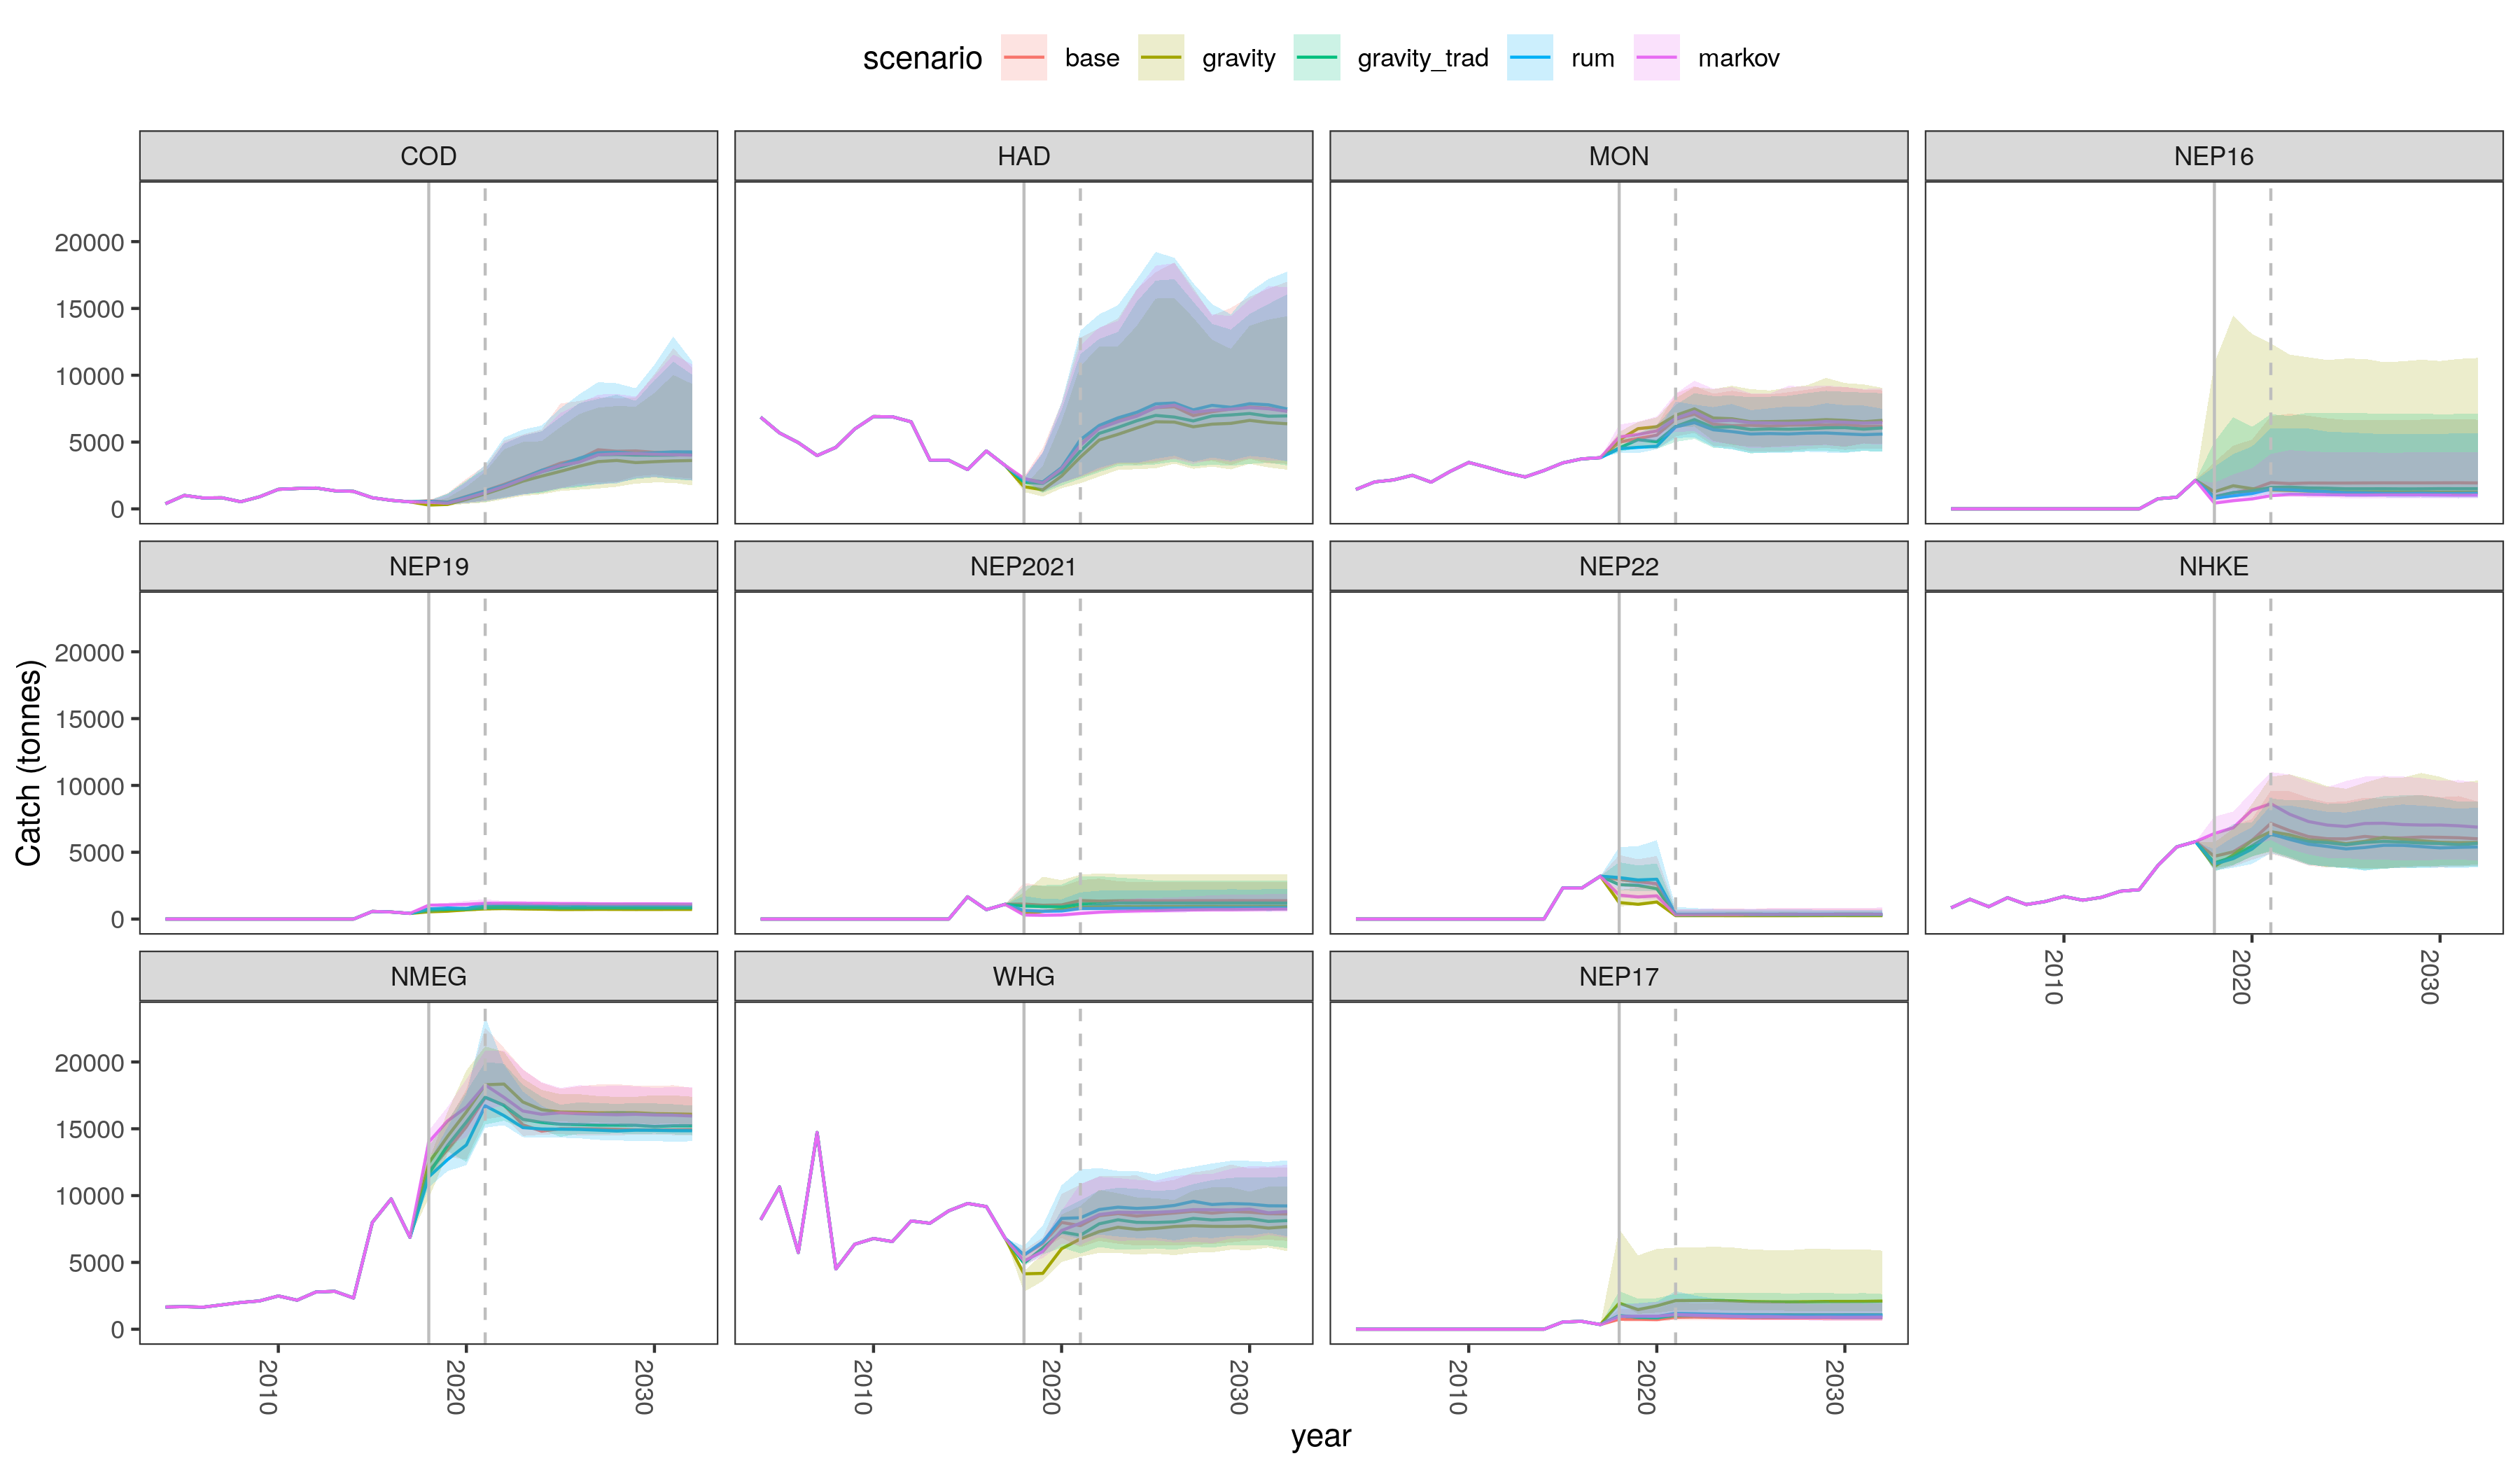 scenario base gravity gravity_trad rum markov
COD HAD MON NEP16
20000
15000
10000
5000
0
NEP19 NEP2021 NEP22 NHKE
20000
15000
10000
5000
0
2010 2020 2030
NMEG WHG NEP17
20000
15000
10000
5000
0
2010 2020 2030 2010 2020 2030 2010 2020 2030
Catch (tonnes)
year